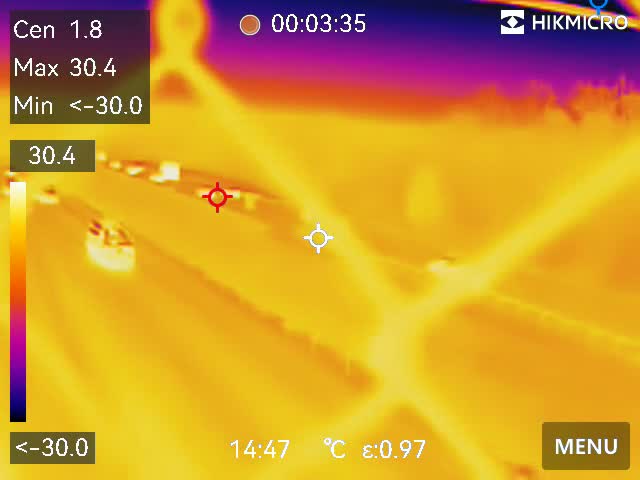 Cen 1.8
Max 30.4
Min <-30.0
00:03:35
HIKMICRO
30.4
<-30.0
14:47 ℃ ε:0.97
MENU